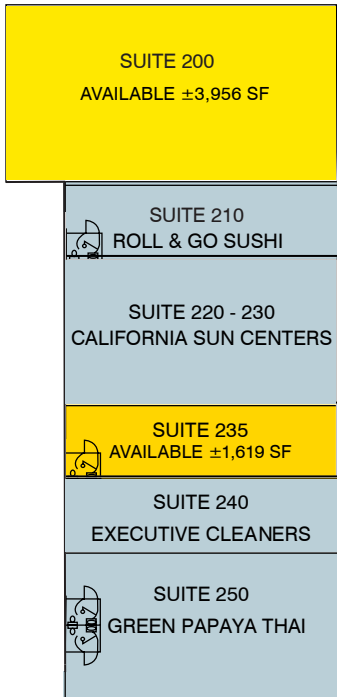 SUITE 200
AVAILABLE ±3,956 SF
SUITE 210
ROLL & GO SUSHI
SUITE 220 - 230
CALIFORNIA SUN CENTERS
SUITE 235
AVAILABLE ±1,619 SF
SUITE 240
EXECUTIVE CLEANERS
SUITE 250
GREEN PAPAYA THAI